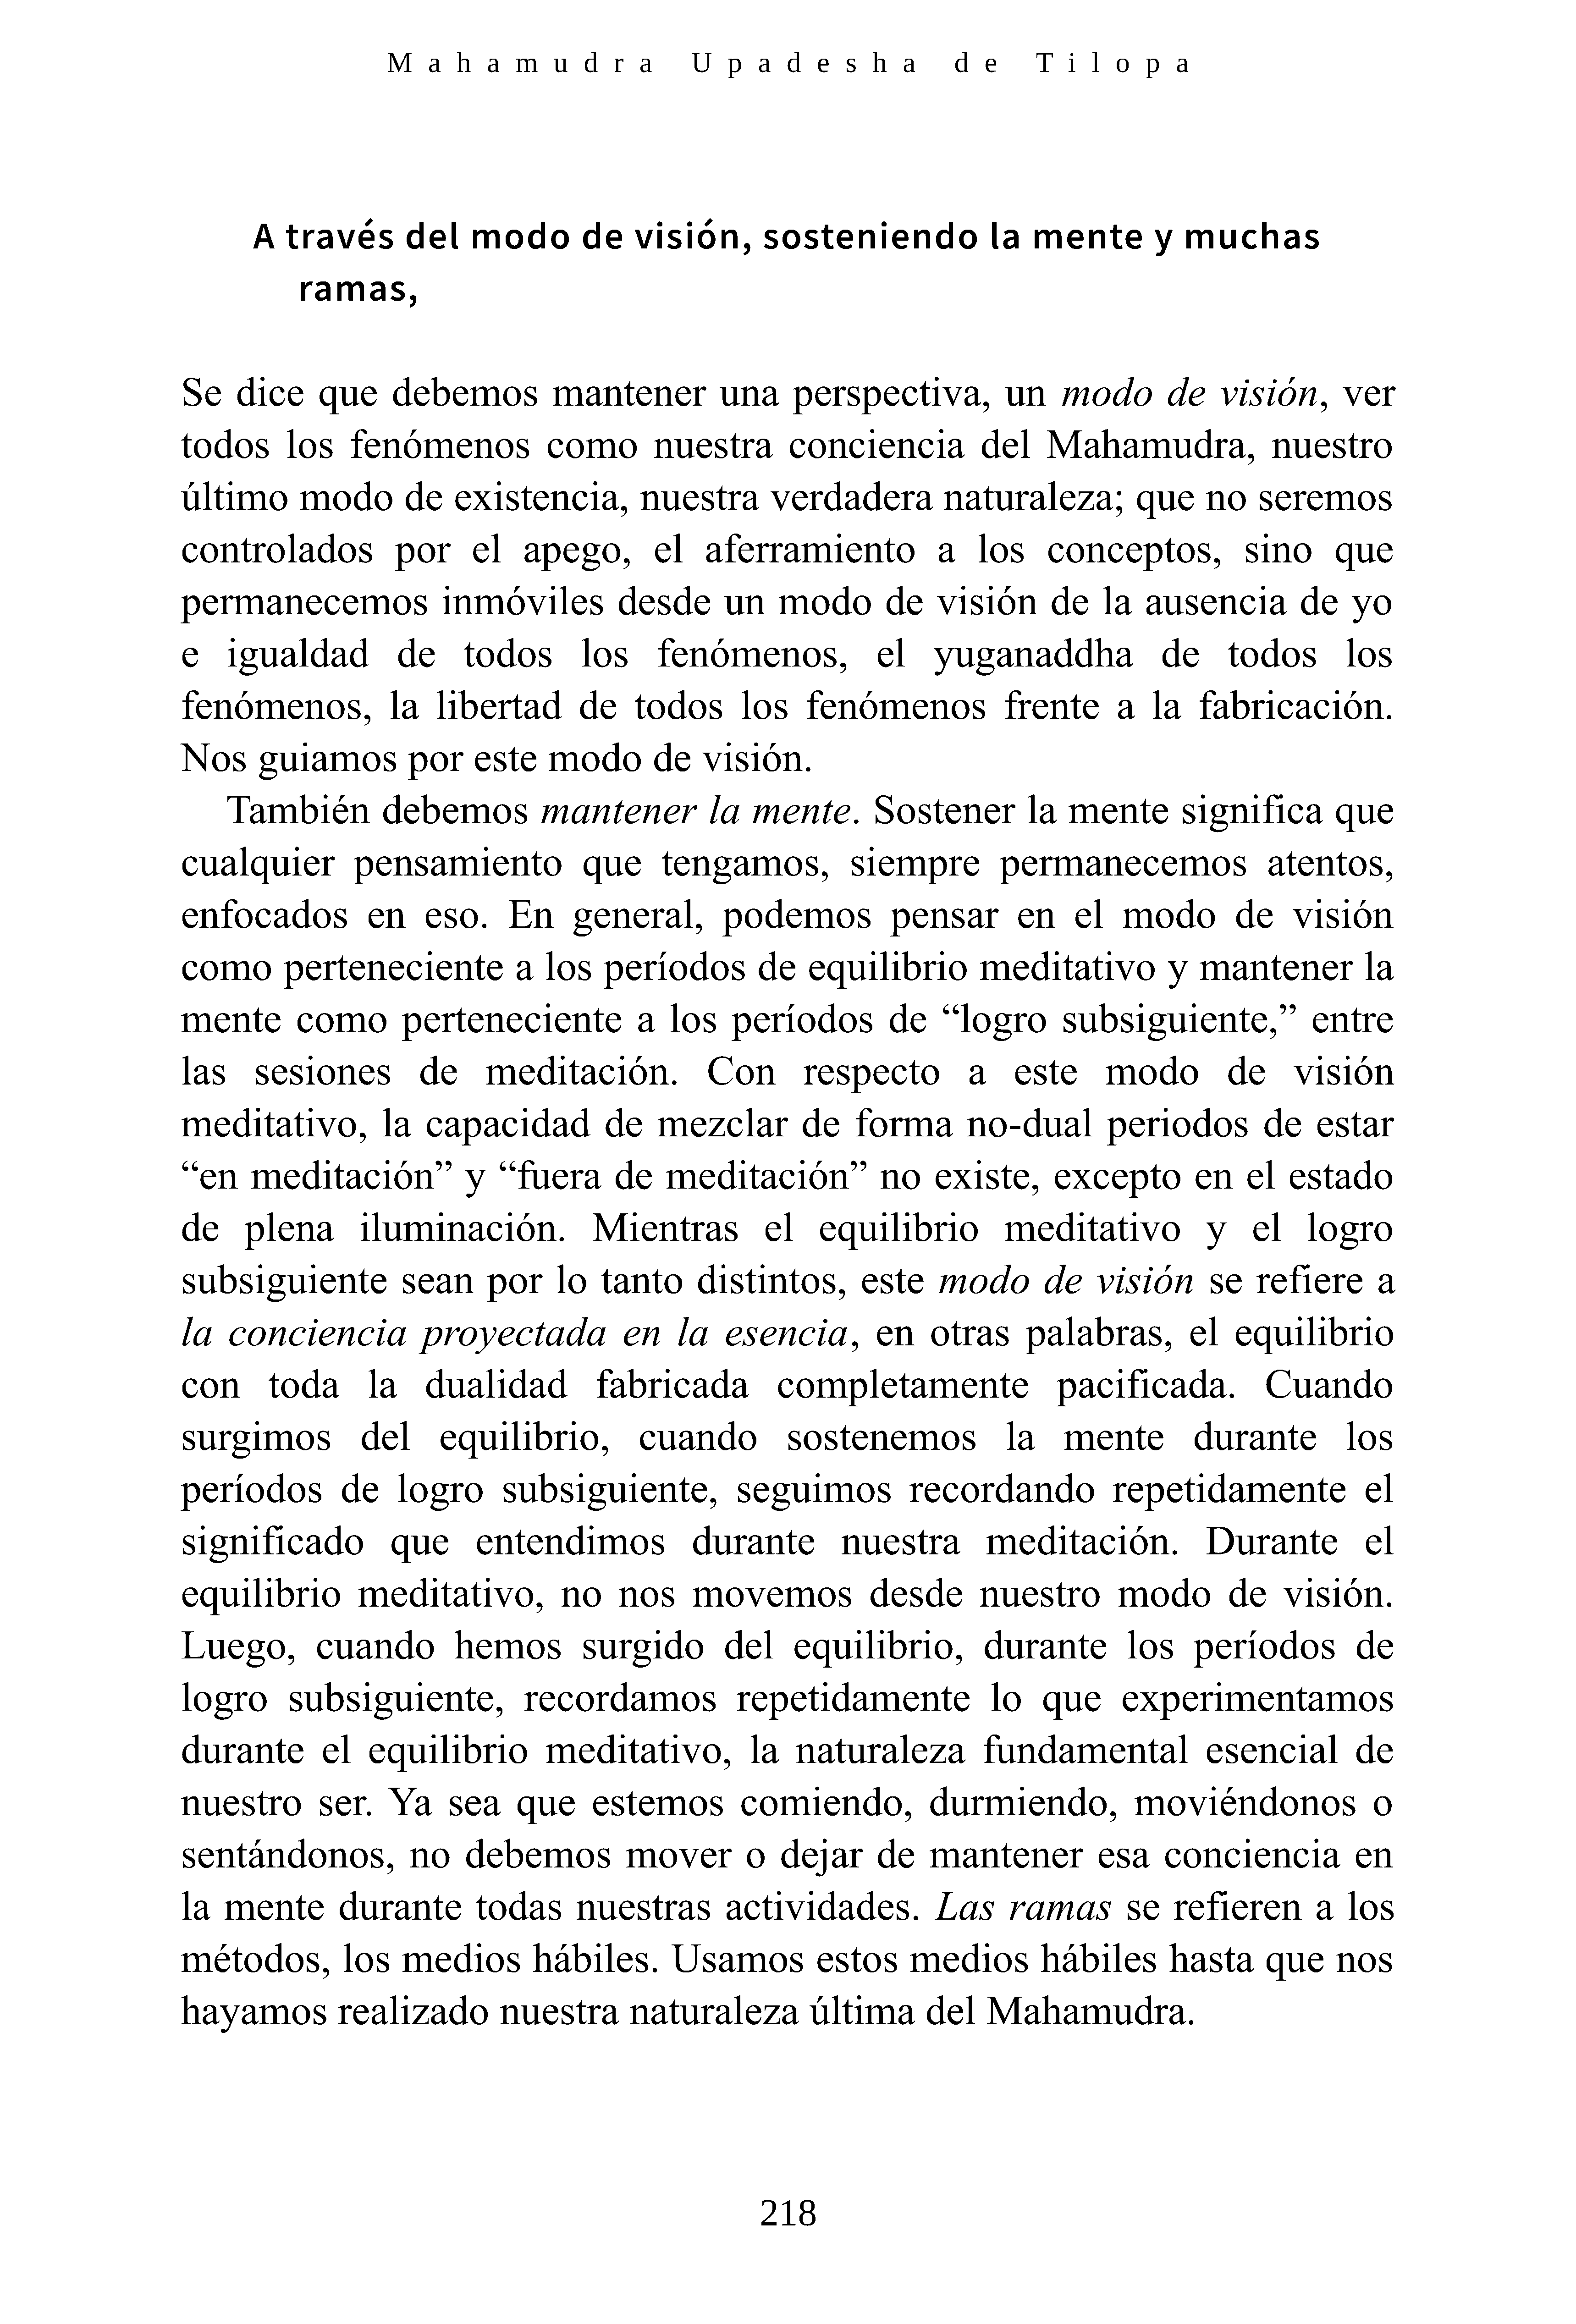 Mahamudra Upadesha de Tilopa
A través del modo de visión, sosteniendo la mente y muchas
ramas,
Se dice que debemos mantener una perspectiva, un modo de visión, ver
todos los fenómenos como nuestra conciencia del Mahamudra, nuestro
último modo de existencia, nuestra verdadera naturaleza; que no seremos
controlados por el apego, el aferramiento a los conceptos, sino que
permanecemos inmóviles desde un modo de visión de la ausencia de yo
e igualdad de todos los fenómenos, el yuganaddha de todos los
fenómenos, la libertad de todos los fenómenos frente a la fabricación.
Nos guiamos por este modo de visión.
También debemos mantener la mente. Sostener la mente significa que
cualquier pensamiento que tengamos, siempre permanecemos atentos,
enfocados en eso. En general, podemos pensar en el modo de visión
como perteneciente a los períodos de equilibrio meditativo y mantener la
mente como perteneciente a los períodos de “logro subsiguiente,” entre
las sesiones de meditación. Con respecto a este modo de visión
meditativo, la capacidad de mezclar de forma no-dual periodos de estar
“en meditación” y “fuera de meditación” no existe, excepto en el estado
de plena iluminación. Mientras el equilibrio meditativo y el logro
subsiguiente sean por lo tanto distintos, este modo de visión se refiere a
la conciencia proyectada en la esencia, en otras palabras, el equilibrio
con toda la dualidad fabricada completamente pacificada. Cuando
surgimos del equilibrio, cuando sostenemos la mente durante los
períodos de logro subsiguiente, seguimos recordando repetidamente el
significado que entendimos durante nuestra meditación. Durante el
equilibrio meditativo, no nos movemos desde nuestro modo de visión.
Luego, cuando hemos surgido del equilibrio, durante los períodos de
logro subsiguiente, recordamos repetidamente lo que experimentamos
durante el equilibrio meditativo, la naturaleza fundamental esencial de
nuestro ser. Ya sea que estemos comiendo, durmiendo, moviéndonos o
sentándonos, no debemos mover o dejar de mantener esa conciencia en
la mente durante todas nuestras actividades. Las ramas se refieren a los
métodos, los medios hábiles. Usamos estos medios hábiles hasta que nos
hayamos realizado nuestra naturaleza última del Mahamudra.
218